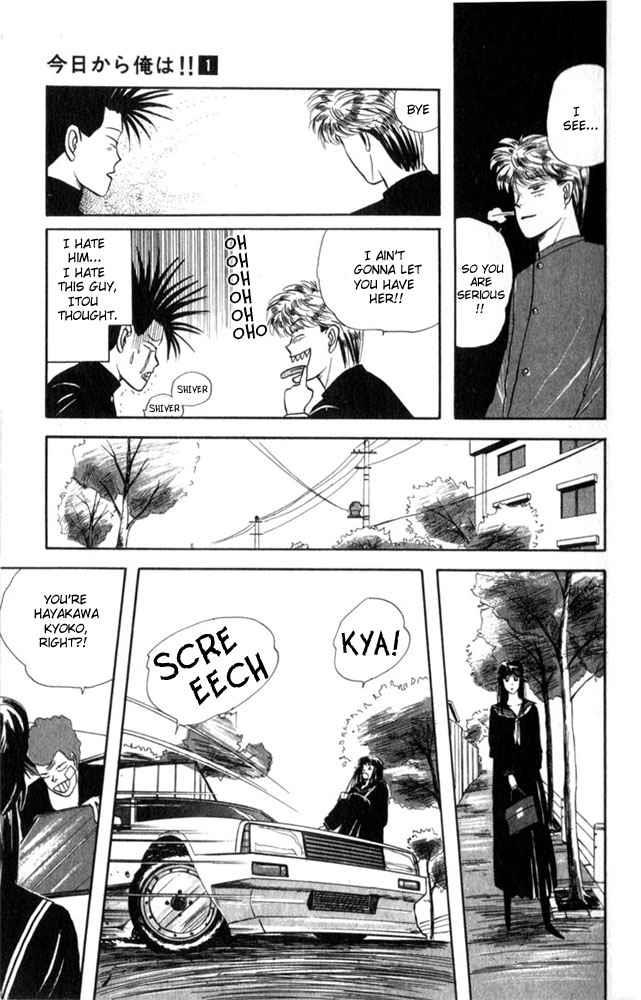 今日から俺は!! 1
I
SEE...
SO YOU
ARE
SERIOUS
!!
BYE
I AIN'T
GONNA LET
YOU HAVE
HER!!
OH
OH
OH
OH
OH
OH
OHO
I HATE
HIM...
I HATE
THIS GUY,
ITOU
THOUGHT.
SHIVER
SHIVER
KYA!
SCRE
EECH
YOU'RE
HAYAKAWA
KYOKO,
RIGHT?!